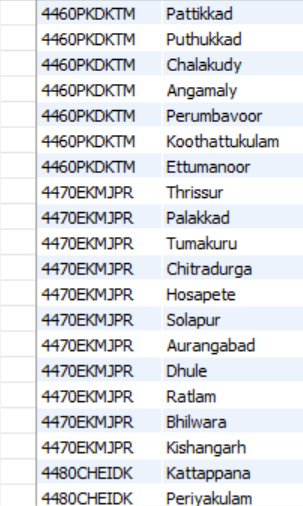 4460PKDKTM Pattikkad
4460PKDKTM Puthukkad
4460PKDKTM Chalakudy
4460PKDKTM Angamaly
4460PKDKTM Perumbavoor
4460PKDKTM Koothattukulam
4460PKDKTM Ettumanoor
4470EKMJPR Thrissur
4470EKMJPR Palakkad
4470EKMJPR Tumakuru
4470EKMJPR Chitradurga
4470EKMJPR Hosapete
4470EKMJPR Solapur
4470EKMJPR Aurangabad
4470EKMJPR Dhule
4470EKMJPR Ratlam
4470EKMJPR Bhilwara
4470EKMJPR Kishangarh
4480CHEIDK Kattappana
4480CHEIDK Periyakulam